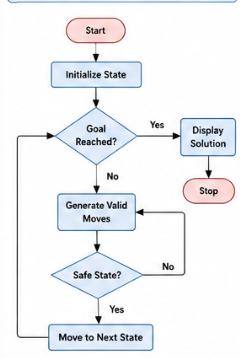 Start
Initialize State
Goal
Reached?
Yes
Display
Solution
No
Stop
Generate Valid
Moves
Safe State?
No
Yes
Move to Next State